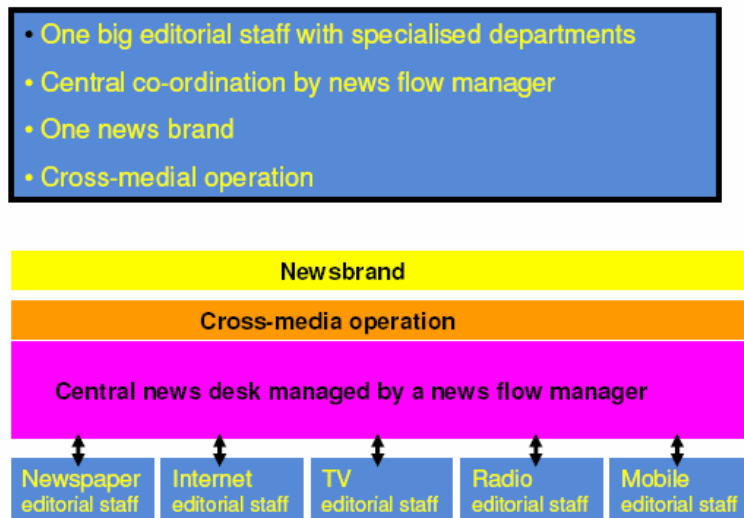 • One big editorial staff with specialised departments
• Central co-ordination by news flow manager
• One news brand
• Cross-medial operation
Newsbrand
Cross-media operation
Central news desk managed by a news flow manager
Newspaper editorial staff
Internet editorial staff
TV editorial staff
Radio editorial staff
Mobile editorial staff